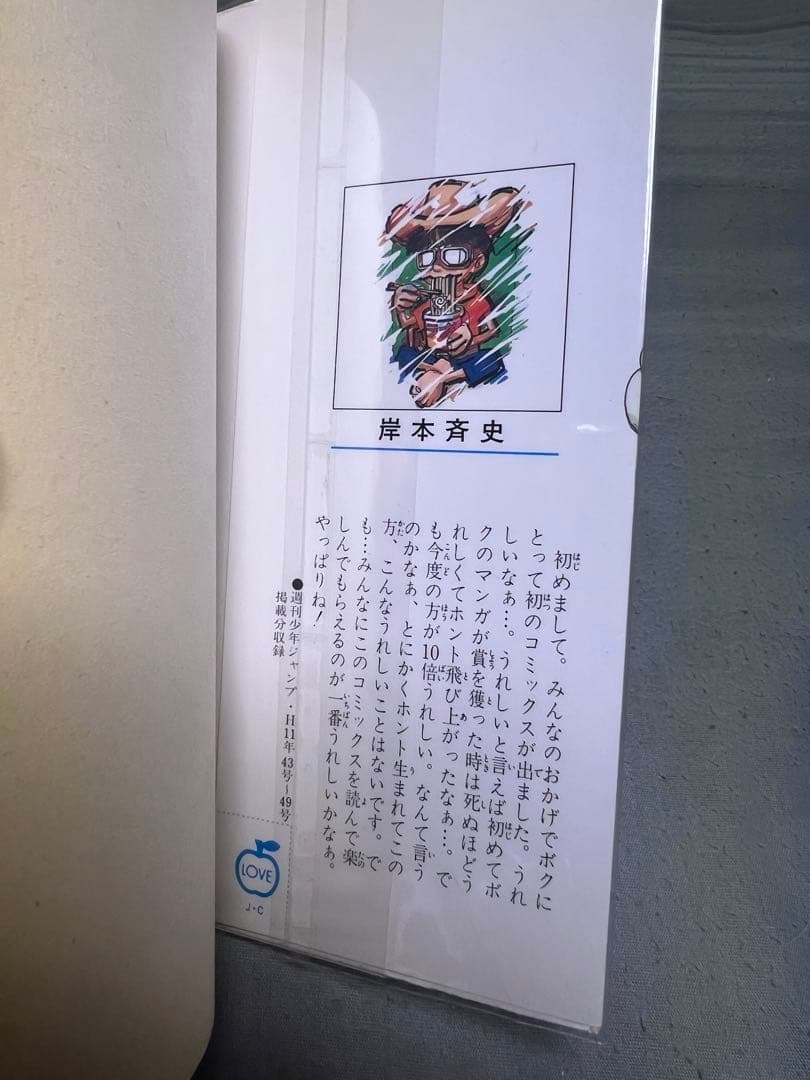 岸本斉史
初めまして。みんなのおかげでボクに
とって初のコミックスが出ました。うれ
しいなぁ…。うれしいと言えば初めてボ
クのマンガが賞を獲った時は死ぬほどう
れしくてホント飛び上がったなぁ…。で
も今度の方が10倍うれしい。なんて言う
のかなぁ、とにかくホント生まれてこの
方、こんなうれしいことはないです。で
も…みんなにこのコミックスを読んで楽
しんでもらえるのが一番うれしいかなぁ。
やっぱりね!
●週刊少年ジャンプ・H11年43号〜49号
掲載分収録
LOVE
J・C